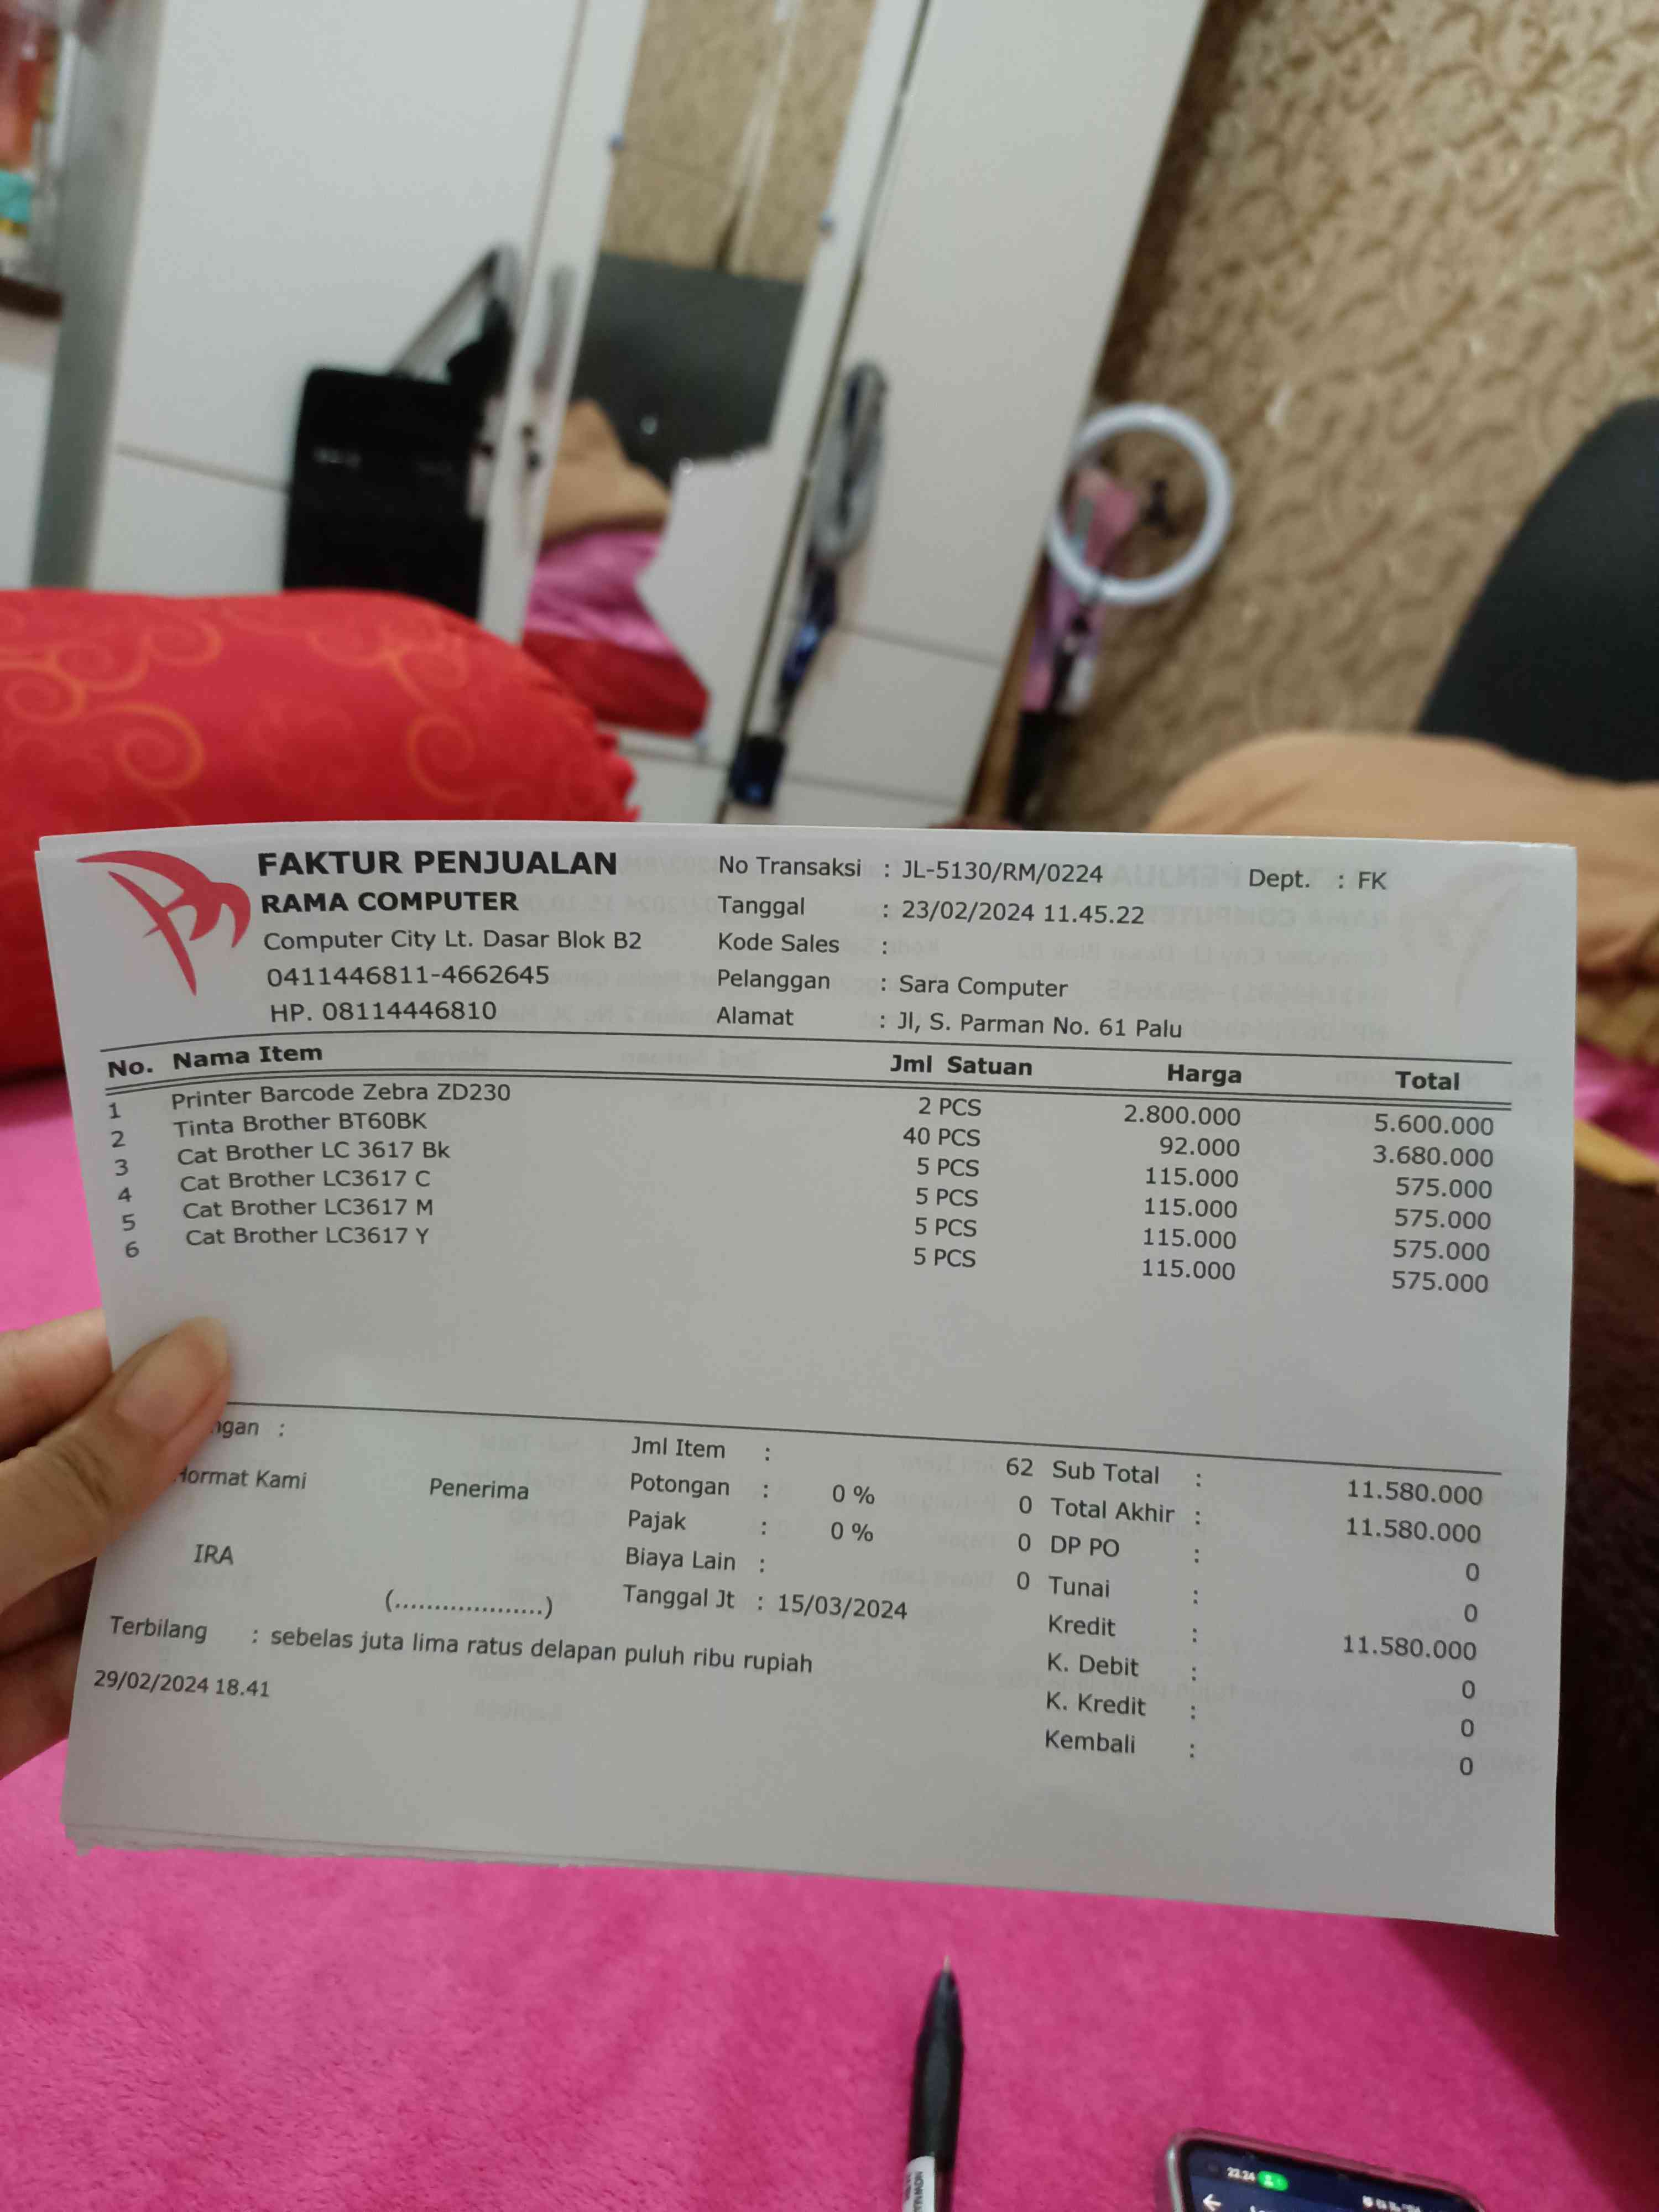 FAKTUR PENJUALAN
RAMA COMPUTER
Computer City Lt. Dasar Blok B2
0411446811-4662645
HP. 08114446810
No Transaksi : JL-5130/RM/0224 Dept. : FK
Tanggal : 23/02/2024 11.45.22
Kode Sales :
Pelanggan : Sara Computer
Alamat : Jl, S. Parman No. 61 Palu
No. Nama Item Jml Satuan Harga Total
1 Printer Barcode Zebra ZD230 2 PCS 2.800.000 5.600.000
2 Tinta Brother BT60BK 40 PCS 92.000 3.680.000
3 Cat Brother LC 3617 Bk 5 PCS 115.000 575.000
4 Cat Brother LC3617 C 5 PCS 115.000 575.000
5 Cat Brother LC3617 M 5 PCS 115.000 575.000
6 Cat Brother LC3617 Y 5 PCS 115.000 575.000
ngan :
Hormat Kami
Penerima
IRA
(...................)
Jml Item : 62
Potongan : 0 % 0
Pajak : 0 % 0
Biaya Lain : 0
Tanggal Jt : 15/03/2024
Sub Total : 11.580.000
Total Akhir : 11.580.000
DP PO : 0
Tunai : 0
Kredit : 11.580.000
K. Debit : 0
K. Kredit : 0
Kembali : 0
Terbilang : sebelas juta lima ratus delapan puluh ribu rupiah
29/02/2024 18.41
22.24